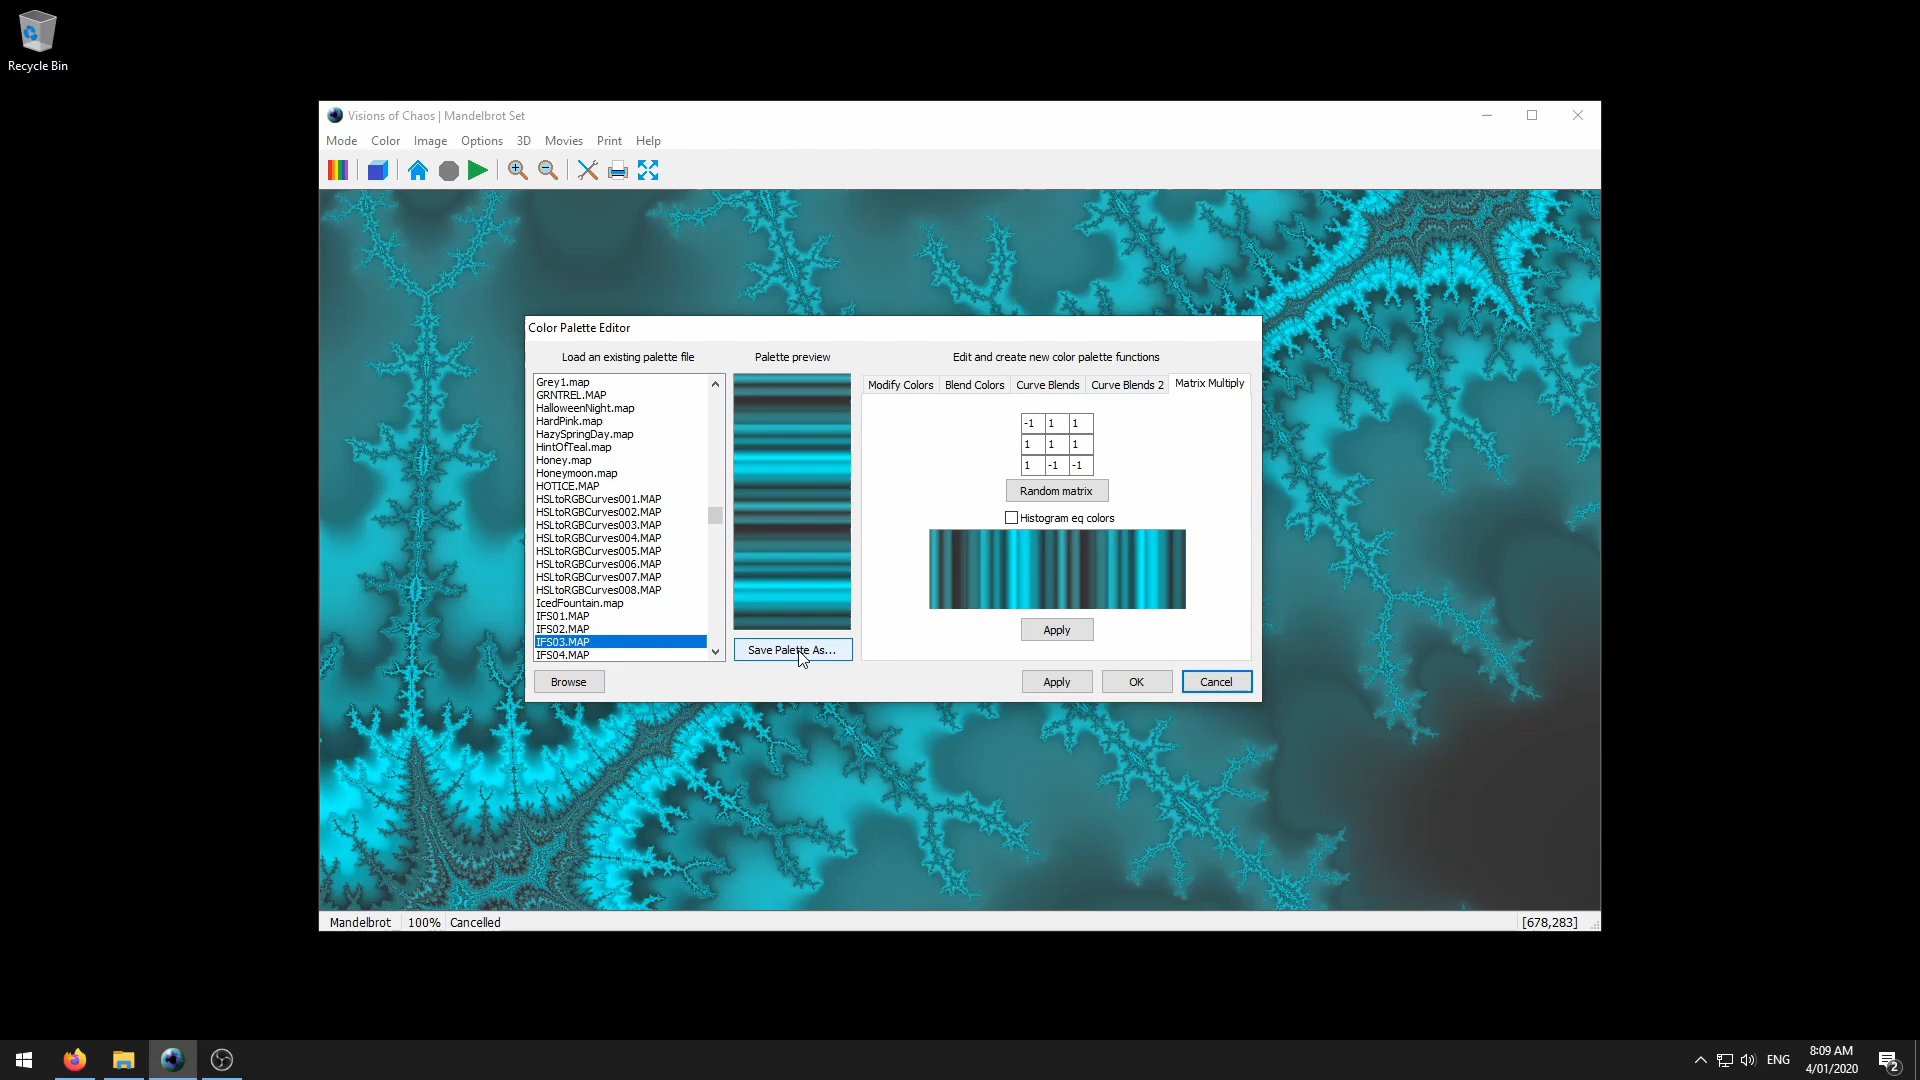 Recycle Bin
Visions of Chaos | Mandelbrot Set
Mode Color Image Options 3D Movies Print Help
Color Palette Editor
Load an existing palette file
Palette preview
Edit and create new color palette functions
Grey1.map
GRNTREL.MAP
HalloweenNight.map
HardPink.map
HazySpringDay.map
HintOfTeal.map
Honey.map
Honeymoon.map
HOTICE.MAP
HSLtoRGBCurves001.MAP
HSLtoRGBCurves002.MAP
HSLtoRGBCurves003.MAP
HSLtoRGBCurves004.MAP
HSLtoRGBCurves005.MAP
HSLtoRGBCurves006.MAP
HSLtoRGBCurves007.MAP
HSLtoRGBCurves008.MAP
IcedFountain.map
IFS01.MAP
IFS02.MAP
IFS03.MAP
IFS04.MAP
Browse
Save Palette As...
Modify Colors Blend Colors Curve Blends Curve Blends 2 Matrix Multiply
-1 1 1
1 1 1
1 -1 -1
Random matrix
Histogram eq colors
Apply
Apply OK Cancel
Mandelbrot 100% Cancelled [678,283]
ENG
8:09 AM
4/01/2020
2